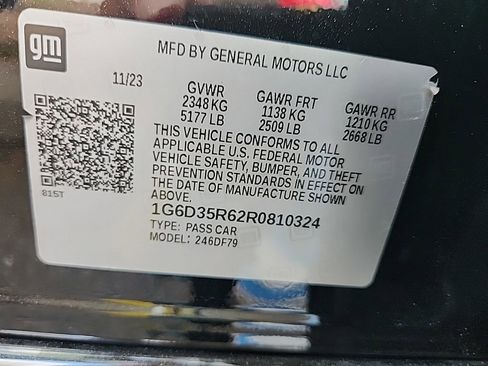 gm
MFD BY GENERAL MOTORS LLC
11/23 GVWR GAWR FRT GAWR RR
2348 KG 1138 KG 1210 KG
5177 LB 2509 LB 2668 LB
THIS VEHICLE CONFORMS TO ALL
APPLICABLE U.S. FEDERAL MOTOR
VEHICLE SAFETY, BUMPER, AND THEFT
PREVENTION STANDARDS IN EFFECT ON
THE DATE OF MANUFACTURE SHOWN
ABOVE.
815T
1G6D35R62R0810324
TYPE: PASS CAR
MODEL: 246DF79